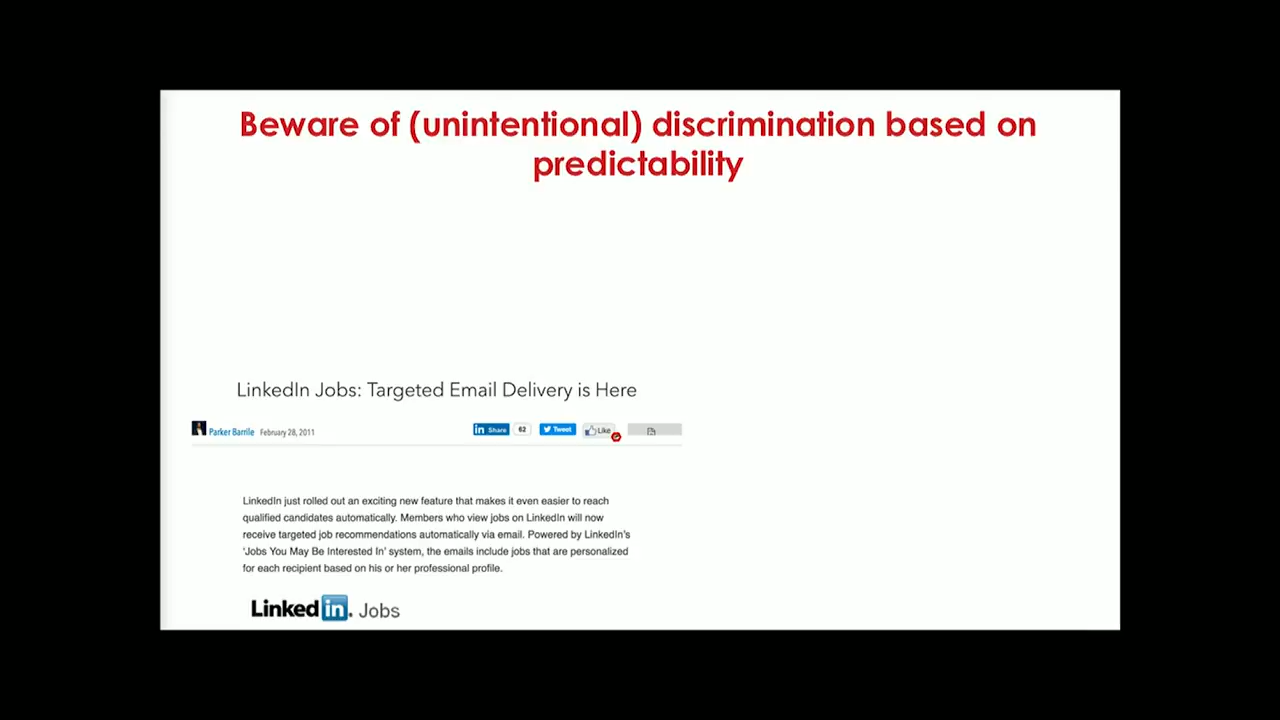 Beware of (unintentional) discrimination based on
predictability
LinkedIn Jobs: Targeted Email Delivery is Here
Parker Barrile February 28, 2011
in Share 62 Tweet Like
LinkedIn just rolled out an exciting new feature that makes it even easier to reach
qualified candidates automatically. Members who view jobs on LinkedIn will now
receive targeted job recommendations automatically via email. Powered by LinkedIn's
'Jobs You May Be Interested In' system, the emails include jobs that are personalized
for each recipient based on his or her professional profile.
Linked in. Jobs